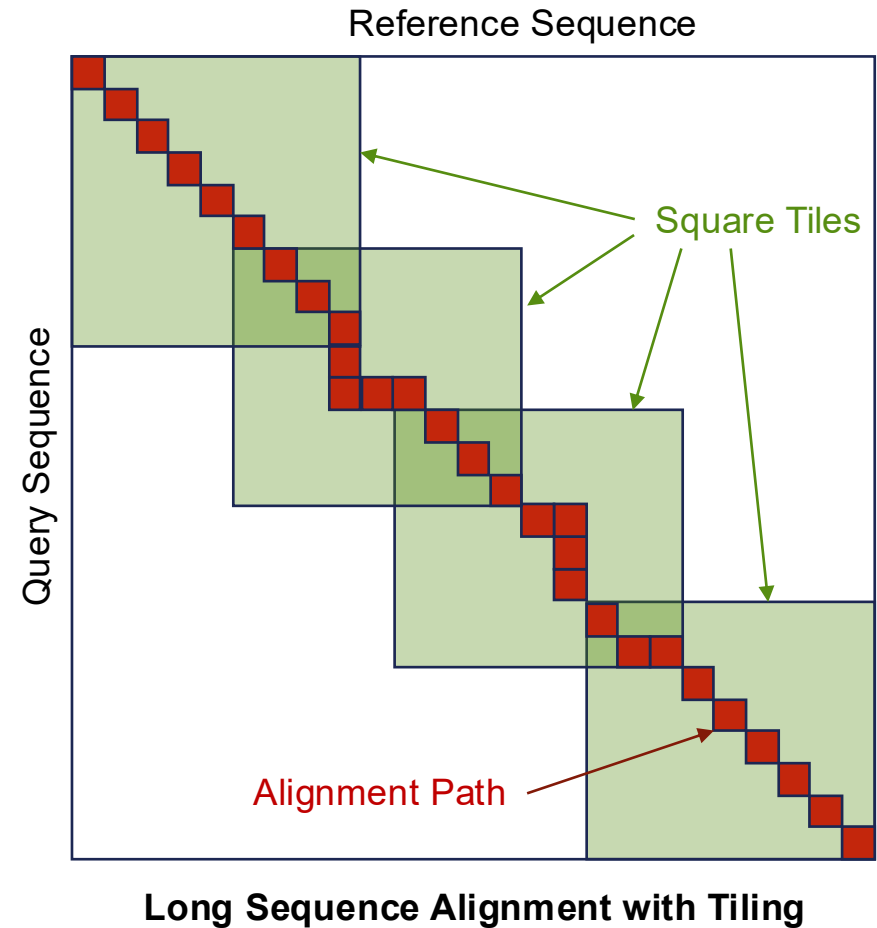 Reference Sequence
Square Tiles
Query Sequence
Alignment Path
Long Sequence Alignment with Tiling